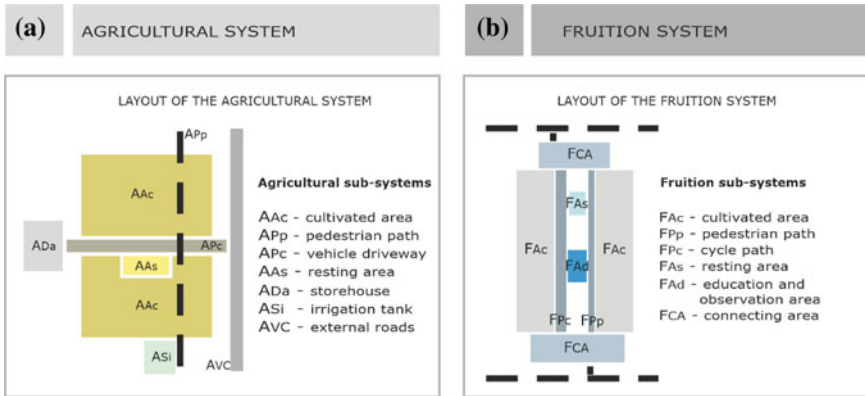 (a) AGRICULTURAL SYSTEM
LAYOUT OF THE AGRICULTURAL SYSTEM
APp
AAc
ADa
APc
AAs
AAc
ASi
AVC
Agricultural sub-systems
AAc - cultivated area
APp - pedestrian path
APc - vehicle driveway
AAs - resting area
ADa - storehouse
ASi - irrigation tank
AVC - external roads
(b) FRUITION SYSTEM
LAYOUT OF THE FRUITION SYSTEM
FCA
FAs
FAc
FAc
FAd
FPc
FPp
FCA
Fruition sub-systems
FAc - cultivated area
FPp - pedestrian path
FPc - cycle path
FAs - resting area
FAd - education and
observation area
FCA - connecting area